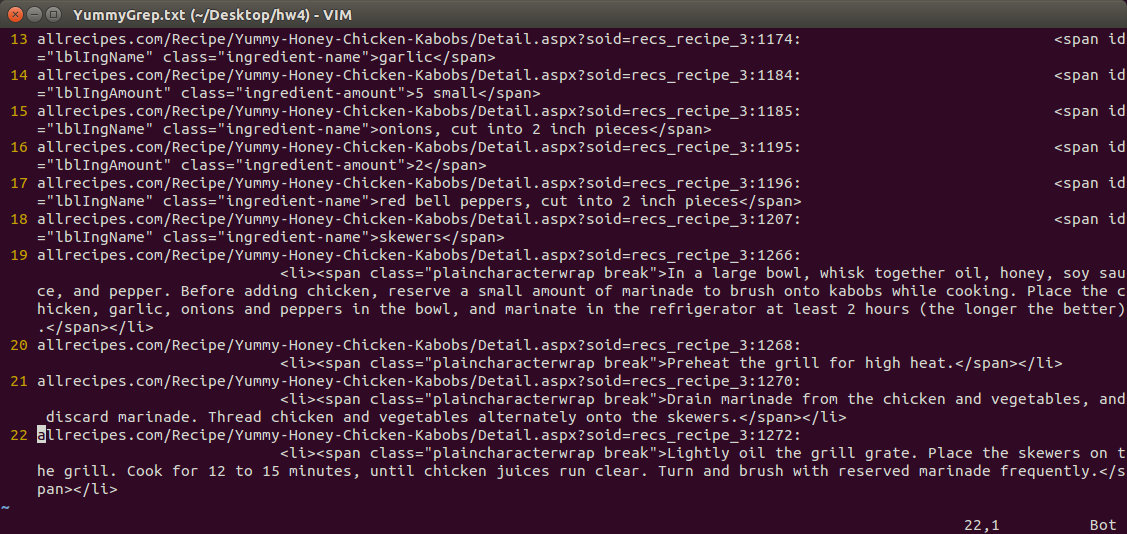 YummyGrep.txt (~/Desktop/hw4) - VIM
13 allrecipes.com/Recipe/Yummy-Honey-Chicken-Kabobs/Detail.aspx?soid=recs_recipe_3:1174: <span id
="lblIngName" class="ingredient-name">garlic</span>
14 allrecipes.com/Recipe/Yummy-Honey-Chicken-Kabobs/Detail.aspx?soid=recs_recipe_3:1184: <span id
="lblIngAmount" class="ingredient-amount">5 small</span>
15 allrecipes.com/Recipe/Yummy-Honey-Chicken-Kabobs/Detail.aspx?soid=recs_recipe_3:1185: <span id
="lblIngName" class="ingredient-name">onions, cut into 2 inch pieces</span>
16 allrecipes.com/Recipe/Yummy-Honey-Chicken-Kabobs/Detail.aspx?soid=recs_recipe_3:1195: <span id
="lblIngAmount" class="ingredient-amount">2</span>
17 allrecipes.com/Recipe/Yummy-Honey-Chicken-Kabobs/Detail.aspx?soid=recs_recipe_3:1196: <span id
="lblIngName" class="ingredient-name">red bell peppers, cut into 2 inch pieces</span>
18 allrecipes.com/Recipe/Yummy-Honey-Chicken-Kabobs/Detail.aspx?soid=recs_recipe_3:1207: <span id
="lblIngName" class="ingredient-name">skewers</span>
19 allrecipes.com/Recipe/Yummy-Honey-Chicken-Kabobs/Detail.aspx?soid=recs_recipe_3:1266:
<li><span class="plaincharacterwrap break">In a large bowl, whisk together oil, honey, soy sau
ce, and pepper. Before adding chicken, reserve a small amount of marinade to brush onto kabobs while cooking. Place the c
hicken, garlic, onions and peppers in the bowl, and marinate in the refrigerator at least 2 hours (the longer the better)
.</span></li>
20 allrecipes.com/Recipe/Yummy-Honey-Chicken-Kabobs/Detail.aspx?soid=recs_recipe_3:1268:
<li><span class="plaincharacterwrap break">Preheat the grill for high heat.</span></li>
21 allrecipes.com/Recipe/Yummy-Honey-Chicken-Kabobs/Detail.aspx?soid=recs_recipe_3:1270:
<li><span class="plaincharacterwrap break">Drain marinade from the chicken and vegetables, and
discard marinade. Thread chicken and vegetables alternately onto the skewers.</span></li>
22 allrecipes.com/Recipe/Yummy-Honey-Chicken-Kabobs/Detail.aspx?soid=recs_recipe_3:1272:
<li><span class="plaincharacterwrap break">Lightly oil the grill grate. Place the skewers on t
he grill. Cook for 12 to 15 minutes, until chicken juices run clear. Turn and brush with reserved marinade frequently.</s
pan></li>
~
22,1 Bot